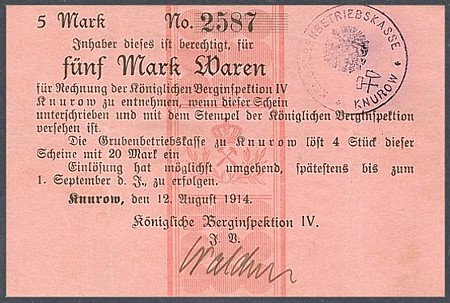 5 Mark No. 2587
Inhaber dieses ist berechtigt, für
fünf Mark Waren
für Rechnung der Königlichen Berginspektion IV
Knurow zu entnehmen, wenn dieser Schein
unterschrieben und mit dem Stempel der Königlichen Berginspektion
versehen ist.
Die Grubenbetriebskasse zu Knurow löst 4 Stück dieser
Scheine mit 20 Mark ein
Einlösung hat möglichst umgehend, spätestens bis zum
1. September d. J., zu erfolgen.
Knurow, den 12. August 1914.
Königliche Berginspektion IV.
J. V.
KNUROW